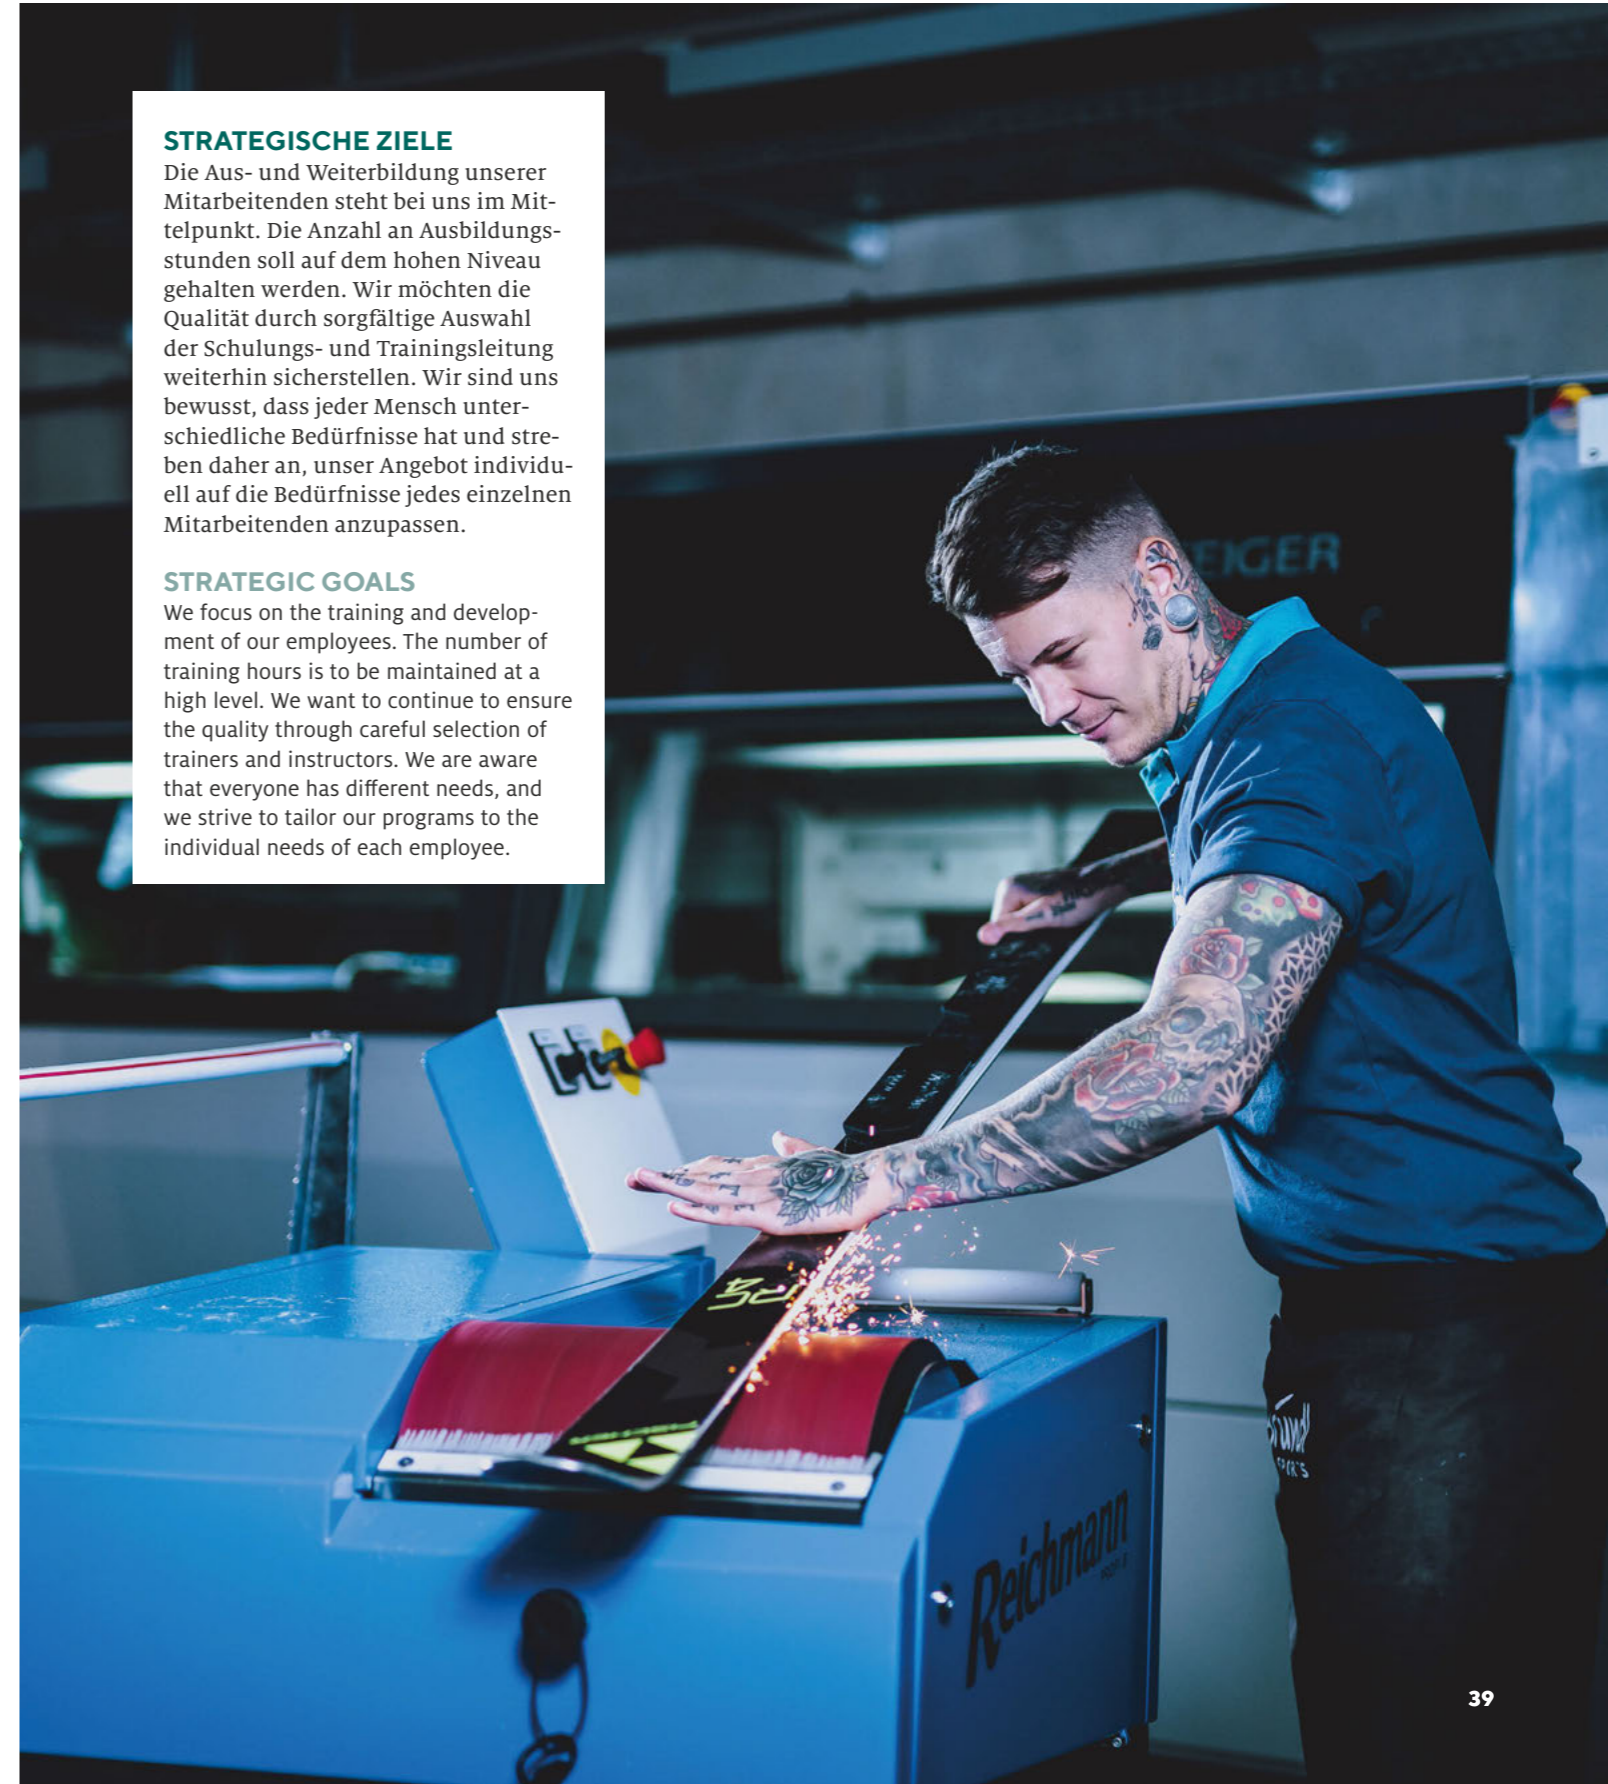 STRATEGISCHE ZIELE
Die Aus- und Weiterbildung unserer
Mitarbeitenden steht bei uns im Mit-
telpunkt. Die Anzahl an Ausbildungs-
stunden soll auf dem hohen Niveau
gehalten werden. Wir möchten die
Qualität durch sorgfältige Auswahl
der Schulungs- und Trainingsleitung
weiterhin sicherstellen. Wir sind uns
bewusst, dass jeder Mensch unter-
schiedliche Bedürfnisse hat und stre-
ben daher an, unser Angebot individu-
ell auf die Bedürfnisse jedes einzelnen
Mitarbeitenden anzupassen.
STRATEGIC GOALS
We focus on the training and develop-
ment of our employees. The number of
training hours is to be maintained at a
high level. We want to continue to ensure
the quality through careful selection of
trainers and instructors. We are aware
that everyone has different needs, and
we strive to tailor our programs to the
individual needs of each employee.
EIGER
Reichmann
39